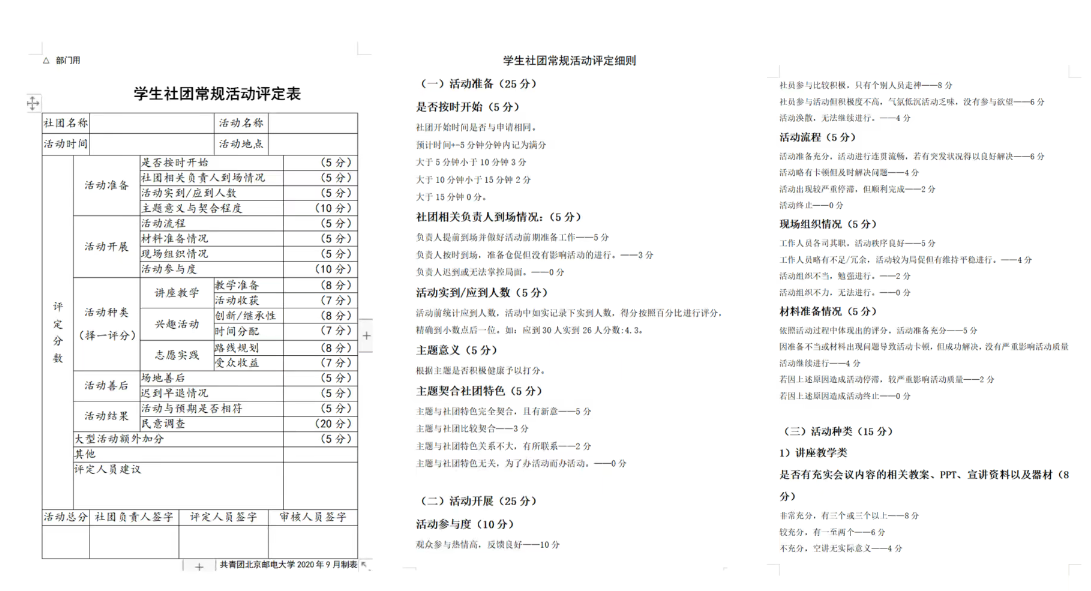 △ 部门用
学生社团常规活动评定表
社团名称 活动名称
活动时间 活动地点
评定分数
活动准备
是否按时开始 （5 分）
社团相关负责人到场情况 （5 分）
活动实到/应到人数 （5 分）
主题意义与契合程度 （10 分）
活动开展
活动流程 （5 分）
材料准备情况 （5 分）
现场组织情况 （5 分）
活动参与度 （10 分）
活动种类
（择一评分）
讲座教学
教学准备 （8 分）
活动收获 （7 分）
兴趣活动
创新/继承性 （8 分）
时间分配 （7 分）
志愿实践
路线规划 （8 分）
受众收益 （7 分）
活动善后
场地善后 （5 分）
迟到早退情况 （5 分）
活动结果
活动与预期是否相符 （5 分）
民意调查 （20 分）
大型活动额外加分 （5 分）
其他
评定人员建议
活动总分 社团负责人签字 评定人员签字 审核人员签字
共青团北京邮电大学 2020 年 9 月制表
学生社团常规活动评定细则
（一）活动准备（25 分）
是否按时开始（5 分）
社团开始时间是否与申请相同。
预计时间+-5 分钟分钟内记为满分
大于 5 分钟小于 10 分钟 3 分
大于 10 分钟小于 15 分钟 2 分
大于 15 分钟 0 分。
社团相关负责人到场情况:（5 分）
负责人提前到场并做好活动前期准备工作——5 分
负责人按时到场，准备仓促但没有影响活动的进行。——3 分
负责人迟到或无法掌控局面。——0 分
活动实到/应到人数（5 分）
活动前统计应到人数，活动中如实记录下实到人数，得分按照百分比进行评分，
精确到小数点后一位，如：应到 30 人实到 26 人分数:4.3。
主题意义（5 分）
根据主题是否积极健康予以打分。
主题契合社团特色（5 分）
主题与社团特色完全契合，且有新意——5 分
主题与社团比较契合——3 分
主题与社团特色关系不大，有所联系——2 分
主题与社团特色无关，为了办活动而办活动。——0 分
（二）活动开展（25 分）
活动参与度（10 分）
观众参与热情高，反馈良好——10 分
社员参与比较积极，只有个别人员走神——8 分
社员参与活动但积极度不高，气氛低沉活动乏味，没有参与欲望——6 分
活动涣散，无法继续进行。——4 分
活动流程（5 分）
活动准备充分，活动进行连贯流畅，若有突发状况得以良好解决——6 分
活动略有卡顿但及时解决问题——4 分
活动出现较严重停滞，但顺利完成——2 分
活动终止——0 分
现场组织情况（5 分）
工作人员各司其职，活动秩序良好——5 分
工作人员略有不足/冗余，活动较为局促但有维持平稳进行。——4 分
活动组织不当，勉强进行。——2 分
活动组织不力，无法进行。——0 分
材料准备情况（5 分）
依照活动过程中体现出的评分，活动准备充分——5 分
因准备不当或材料出现问题导致活动卡顿，但成功解决，没有严重影响活动质量
活动继续进行——4 分
若因上述原因造成活动停滞，较严重影响活动质量——2 分
若因上述原因造成活动终止——0 分
（三）活动种类（15 分）
1）讲座教学类
是否有充实会议内容的相关教案、PPT、宣讲资料以及器材（8
分）
非常充分，有三个或三个以上——8 分
较充分，有一至两个——6 分
不充分，空讲无实际意义——4 分